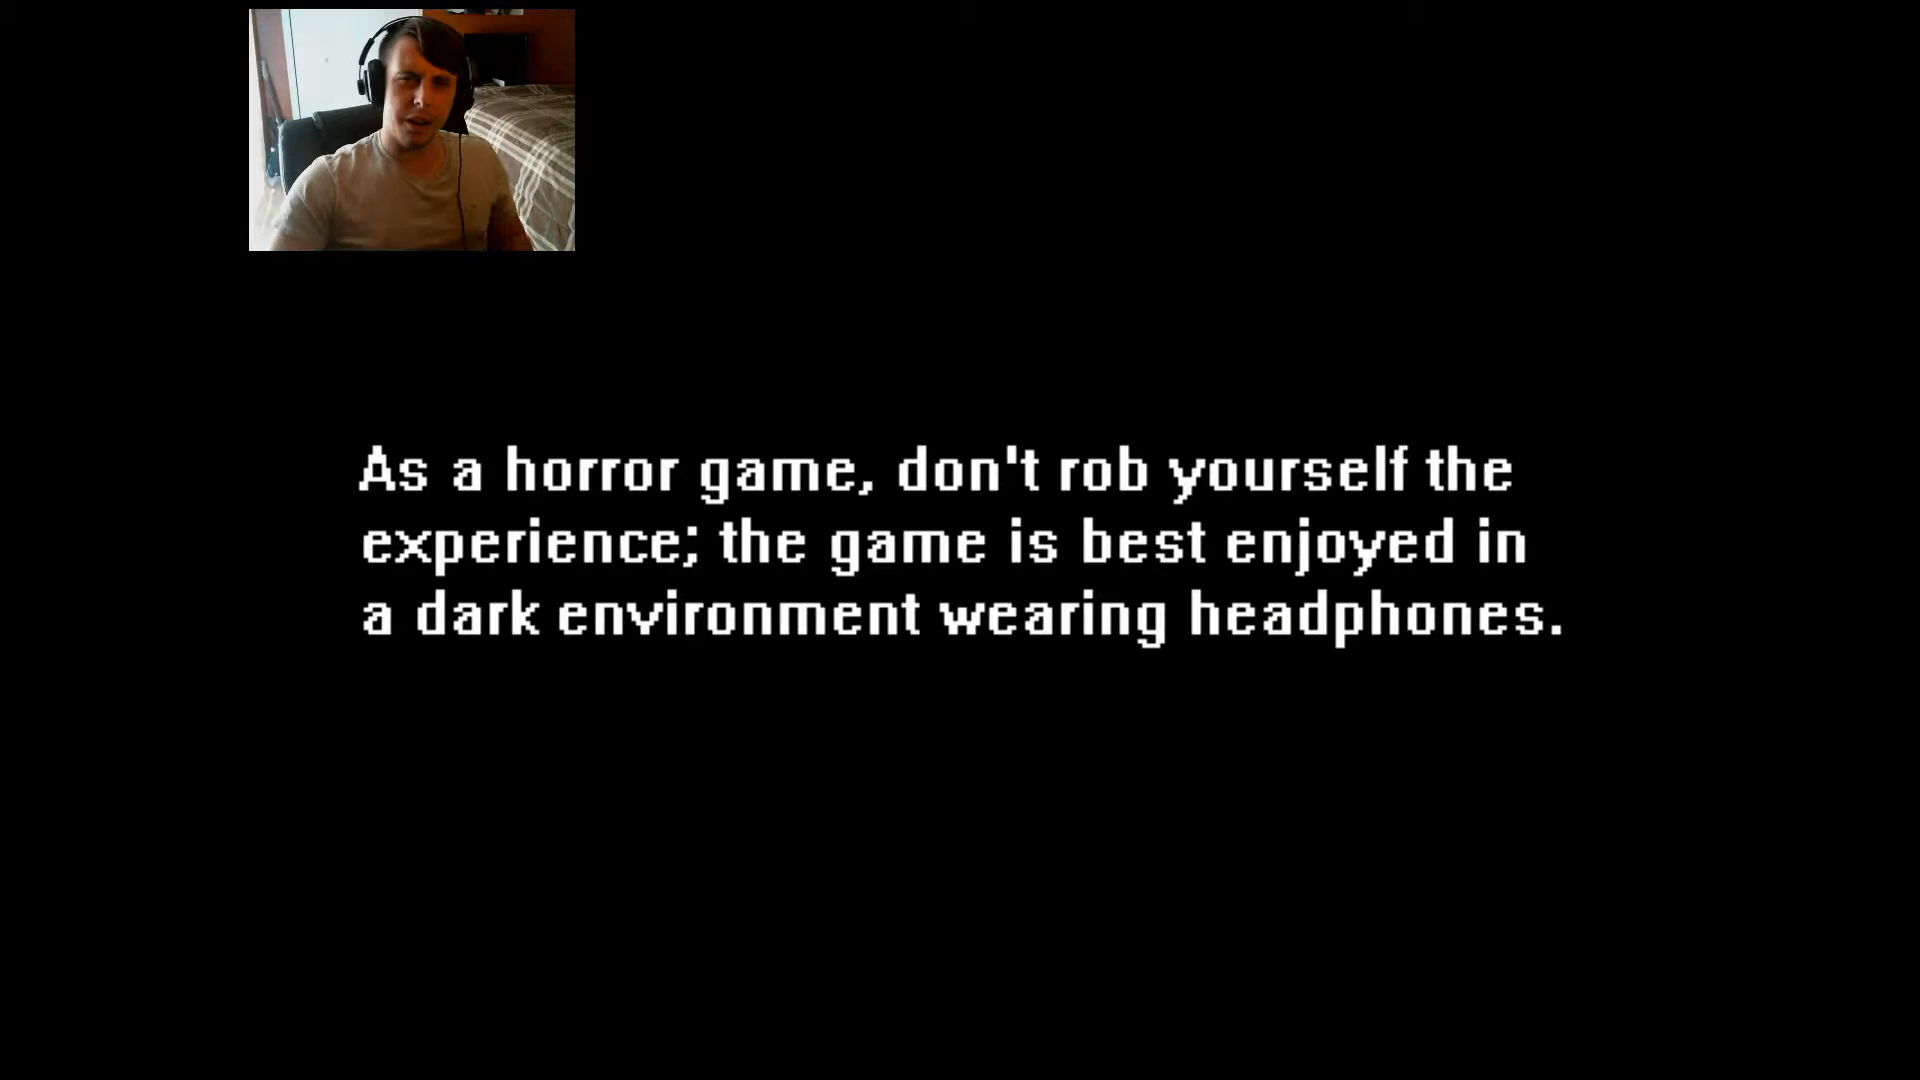 As a horror game, don't rob yourself the
experience; the game is best enjoyed in
a dark environment wearing headphones.